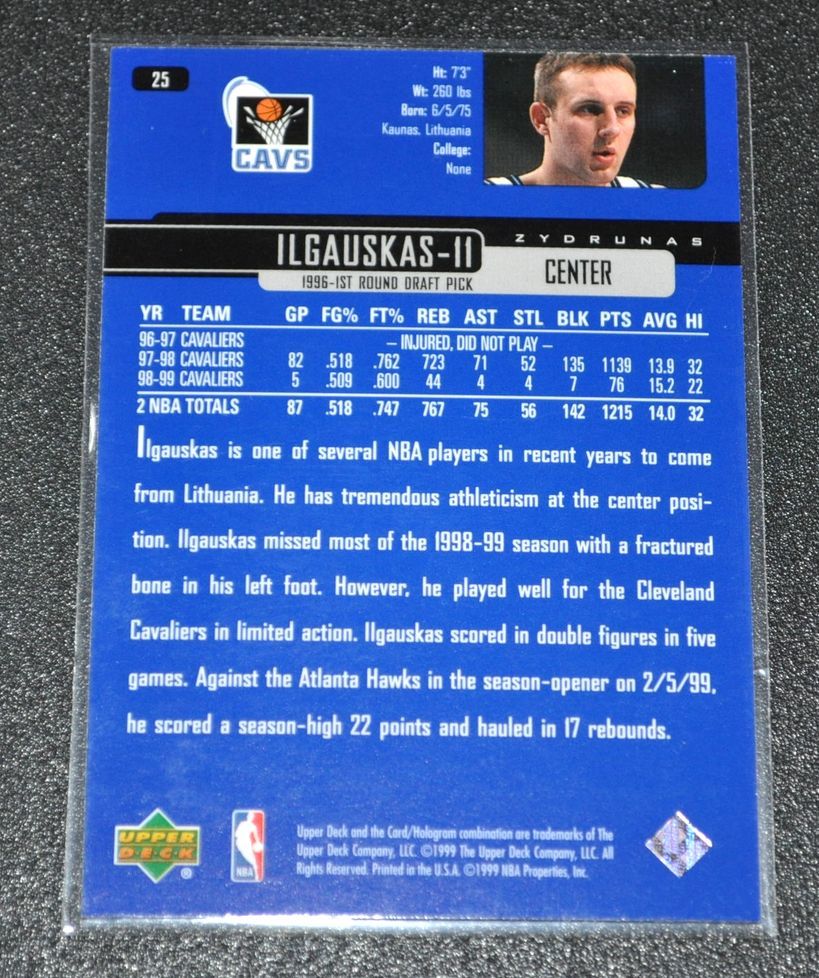 25
CAVS
Ht: 7'3"
Wt: 260 lbs
Born: 6/5/75
Kaunas, Lithuania
College:
None
ZYDRUNAS
ILGAUSKAS-11
CENTER
1996-1ST ROUND DRAFT PICK
YR TEAM GP FG% FT% REB AST STL BLK PTS AVG HI
96-97 CAVALIERS – INJURED, DID NOT PLAY –
97-98 CAVALIERS 82 .518 .762 723 71 52 135 1139 13.9 32
98-99 CAVALIERS 5 .509 .600 44 4 4 7 76 15.2 22
2 NBA TOTALS 87 .518 .747 767 75 56 142 1215 14.0 32
Ilgauskas is one of several NBA players in recent years to come
from Lithuania. He has tremendous athleticism at the center posi-
tion. Ilgauskas missed most of the 1998-99 season with a fractured
bone in his left foot. However, he played well for the Cleveland
Cavaliers in limited action. Ilgauskas scored in double figures in five
games. Against the Atlanta Hawks in the season-opener on 2/5/99,
he scored a season-high 22 points and hauled in 17 rebounds.
UPPER
DECK
®
NBA
Upper Deck and the Card/Hologram combination are trademarks of The
Upper Deck Company, LLC. ©1999 The Upper Deck Company, LLC. All
Rights Reserved. Printed in the U.S.A. ©1999 NBA Properties, Inc.